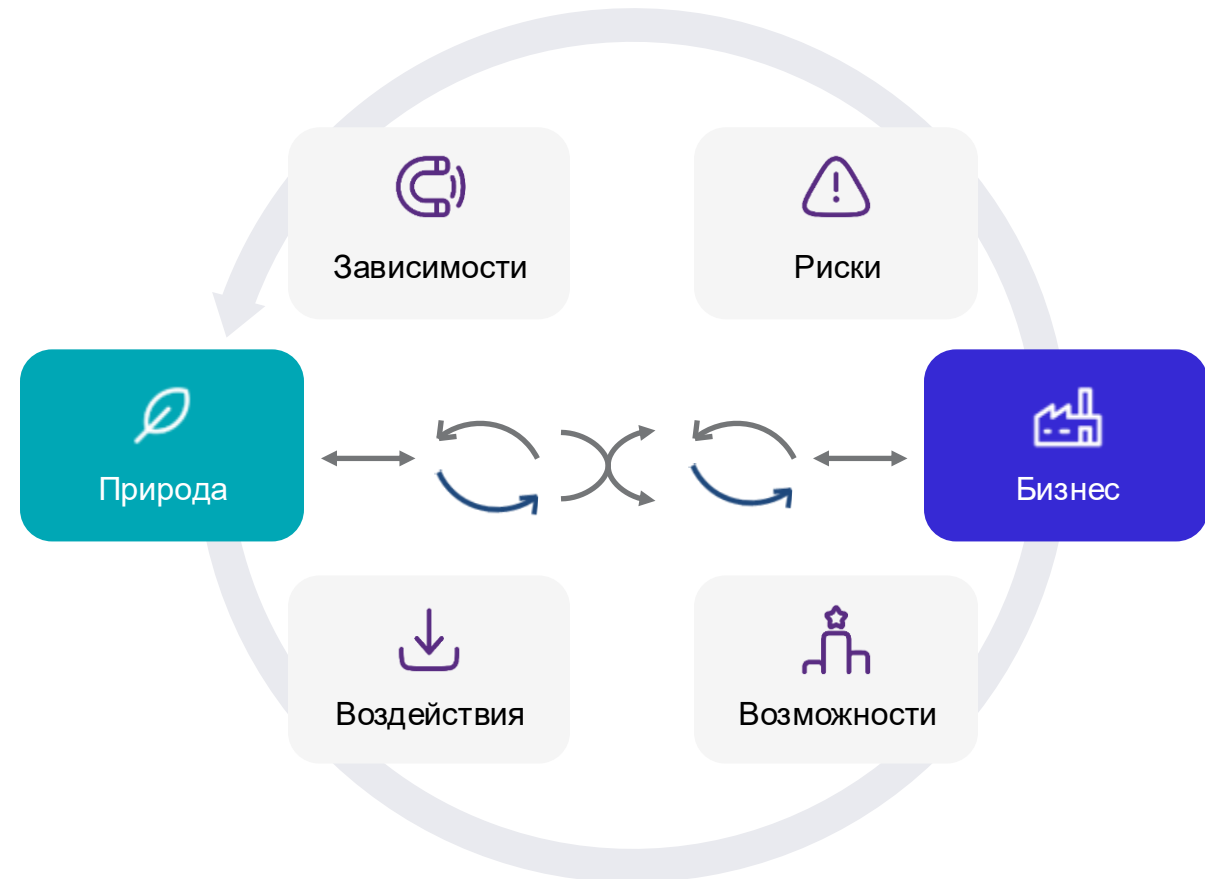 Зависимости
Риски
Природа
Бизнес
Воздействия
Возможности